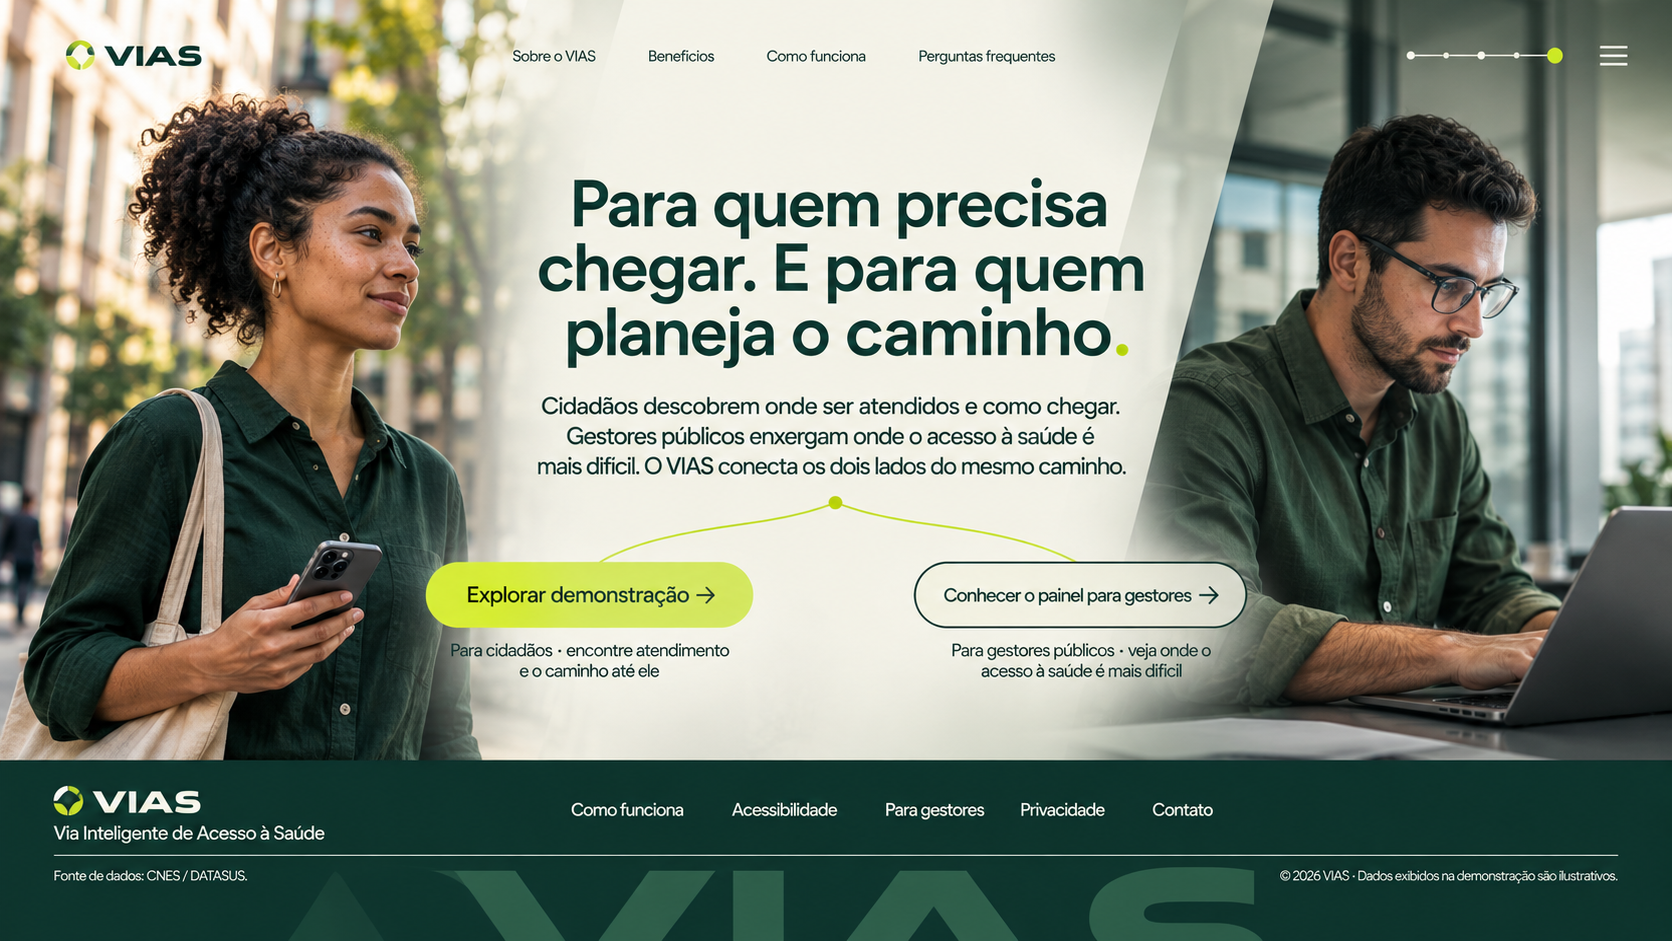 VIAS
Sobre o VIAS
Benefícios
Como funciona
Perguntas frequentes
Para quem precisa
chegar. E para quem
planeja o caminho.
Cidadãos descobrem onde ser atendidos e como chegar.
Gestores públicos enxergam onde o acesso à saúde é
mais difícil. O VIAS conecta os dois lados do mesmo caminho.
Explorar demonstração →
Para cidadãos · encontre atendimento
e o caminho até ele
Conhecer o painel para gestores →
Para gestores públicos · veja onde o
acesso à saúde é mais difícil
VIAS
Via Inteligente de Acesso à Saúde
Como funciona
Acessibilidade
Para gestores
Privacidade
Contato
Fonte de dados: CNES / DATASUS.
© 2026 VIAS · Dados exibidos na demonstração são ilustrativos.
VIAS